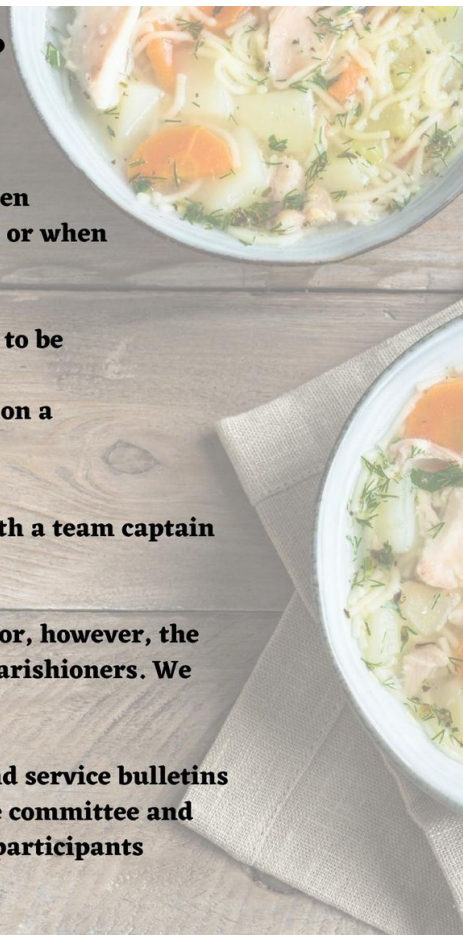 en
or when
to be
on a
th a team captain
or, however, the
arishioners. We
d service bulletins
committee and
participants